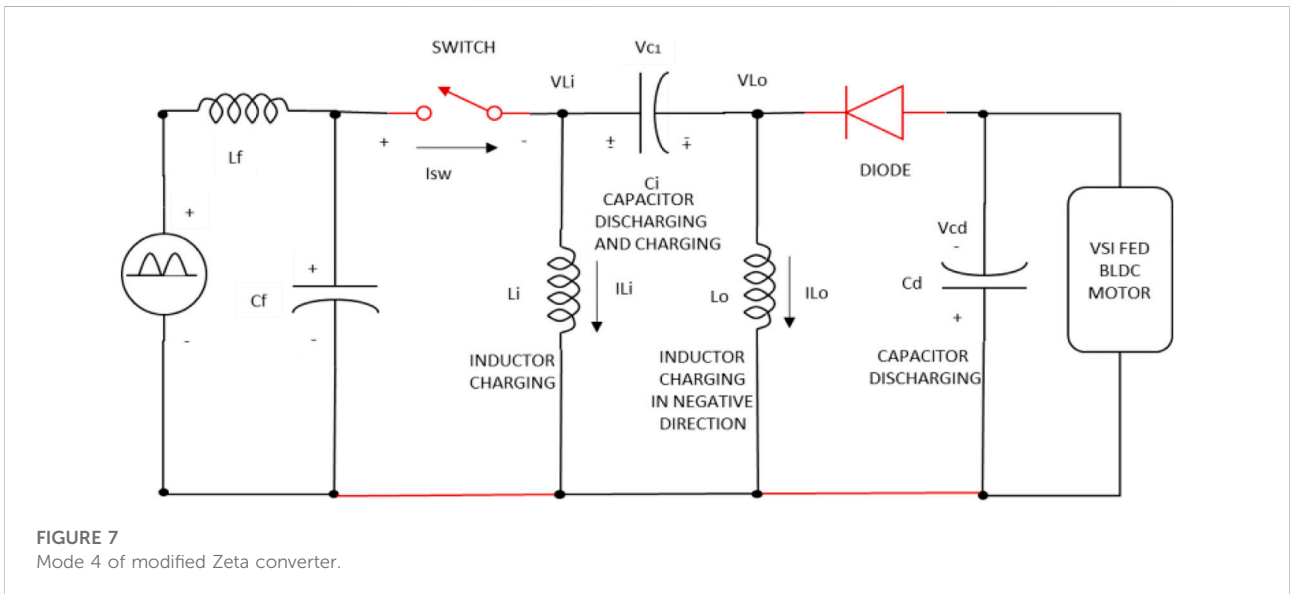 SWITCH
Vc1
VLi
VLo
Lf
+
-
Isw
±
∓
DIODE
Ci
CAPACITOR
DISCHARGING
AND CHARGING
+
-
Cf
+
-
Li
ILi
Lo
ILo
Vcd
-
Cd
+
VSI FED
BLDC
MOTOR
INDUCTOR
CHARGING
INDUCTOR
CHARGING
IN NEGATIVE
DIRECTION
CAPACITOR
DISCHARGING
FIGURE 7
Mode 4 of modified Zeta converter.